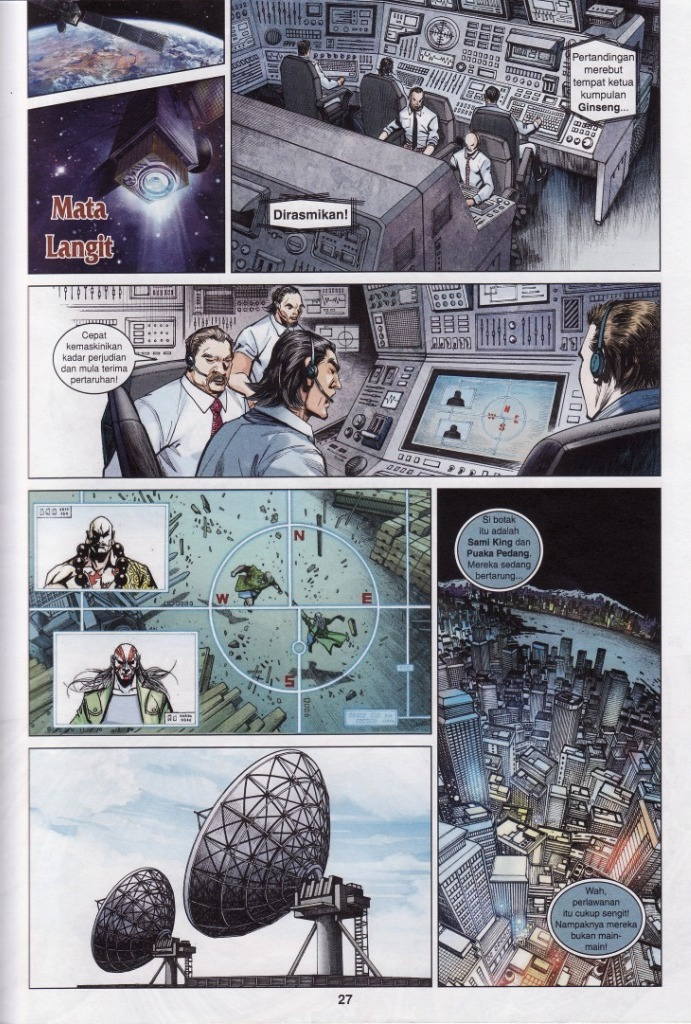 Mata
Langit
Pertandingan
merebut
tempat ketua
kumpulan
Ginseng...
Dirasmikan!
Cepat
kemaskinikan
kadar perjudian
dan mula terima
pertaruhan!
N
W
E
S
N
W
E
S
Si botak
itu adalah
Sami King dan
Puaka Pedang.
Mereka sedang
bertarung...
Wah,
perlawanan
itu cukup sengit!
Nampaknya mereka
bukan main-
main!
27